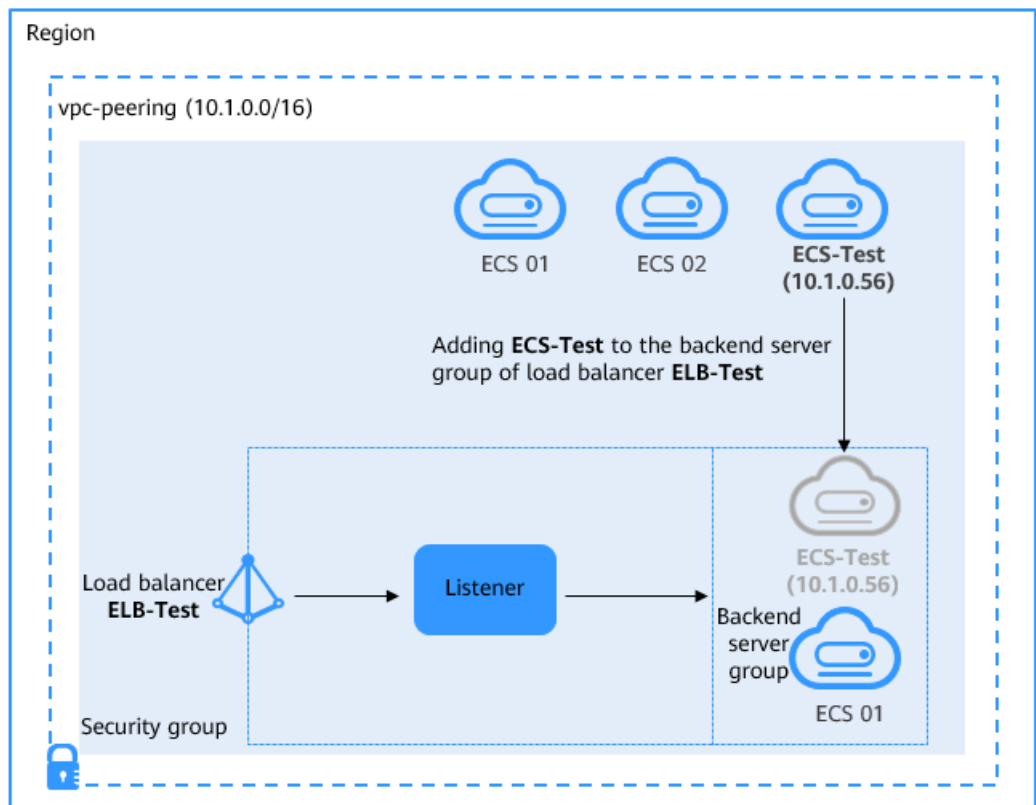 Region
vpc-peering (10.1.0.0/16)
ECS 01
ECS 02
ECS-Test
(10.1.0.56)
Adding ECS-Test to the backend server
group of load balancer ELB-Test
ECS-Test
(10.1.0.56)
Load balancer
ELB-Test
Listener
Backend
server
group
ECS 01
Security group